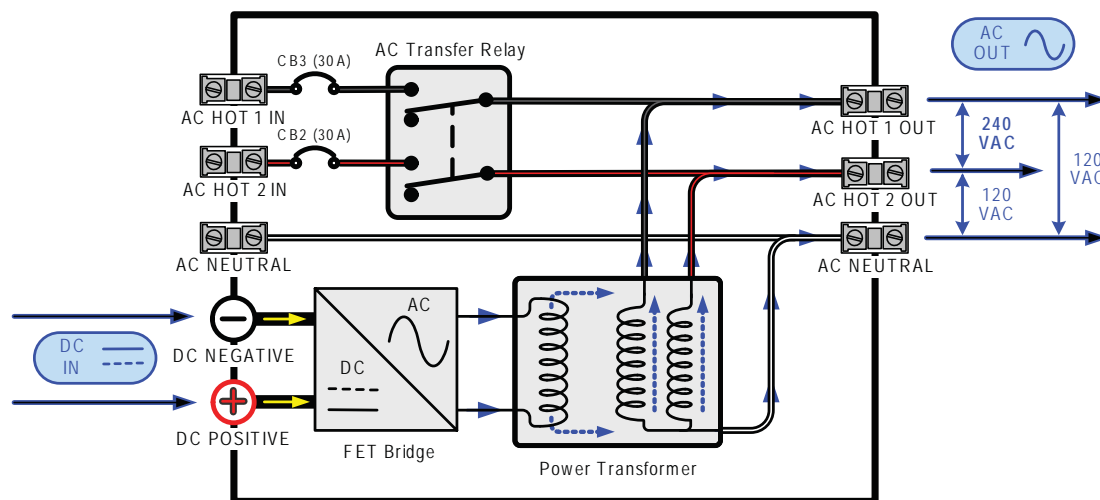 AC Transfer Relay
CB3 (30A)
AC HOT 1 IN
CB2 (30A)
AC HOT 2 IN
AC NEUTRAL
DC
IN
DC NEGATIVE
DC POSITIVE
AC
DC
FET Bridge
Power Transformer
AC HOT 1 OUT
AC HOT 2 OUT
AC NEUTRAL
AC
OUT
240
VAC
120
VAC
120
VAC